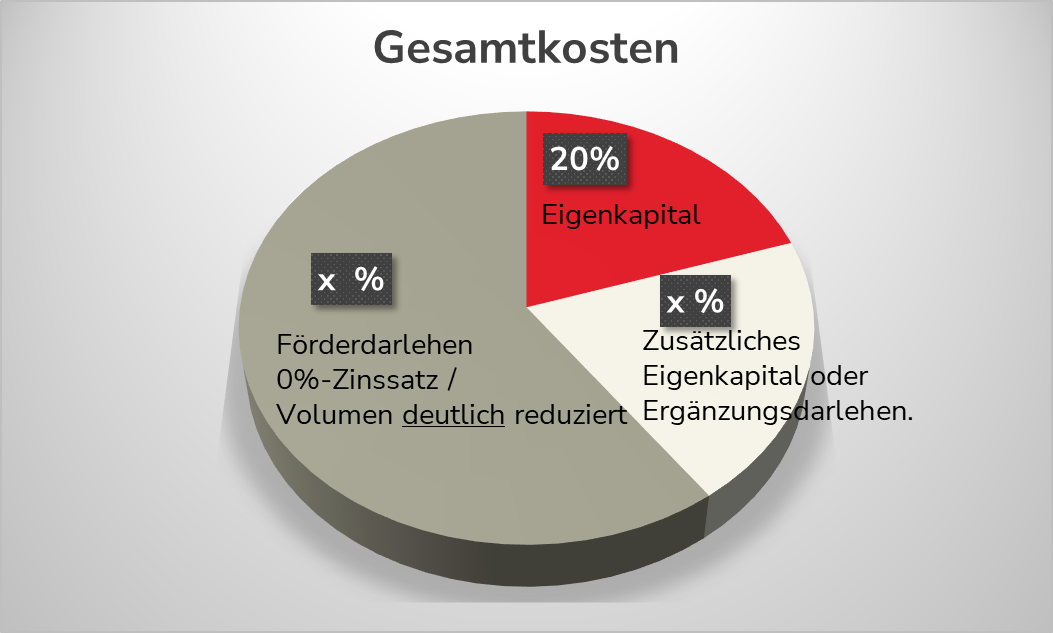 Gesamtkosten
20%
Eigenkapital
x %
Förderdarlehen
0%-Zinssatz /
Volumen deutlich reduziert
x %
Zusätzliches
Eigenkapital oder
Ergänzungsdarlehen.